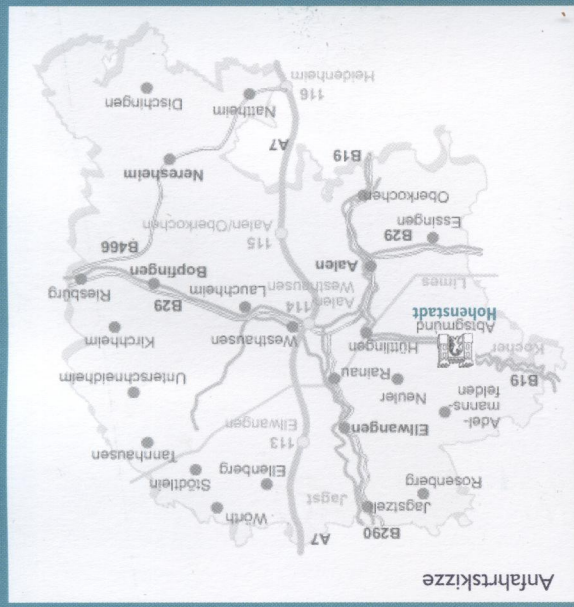 Anfahrtskizze
A7
B290
Wörth
Jagstzell
Rosenberg
Jagst
Stödtlen
Ellenberg
Tannhausen
113
Ellwangen
Ellwangen
Adel-
manns-
felden
Neuler
Rainau
B19
Unterschneidheim
Kocher
Hüttlingen
Abtsgmünd
Hohenstadt
Westhausen
Kirchheim
114
Aalen/
Westhausen
Lauchheim
B29
Bopfingen
Riesbürg
Limes
Aalen
B466
115
Aalen/Oberkochen
B29
Essingen
Oberkochen
Neresheim
B19
A7
Nattheim
Dischingen
116
Heidenheim